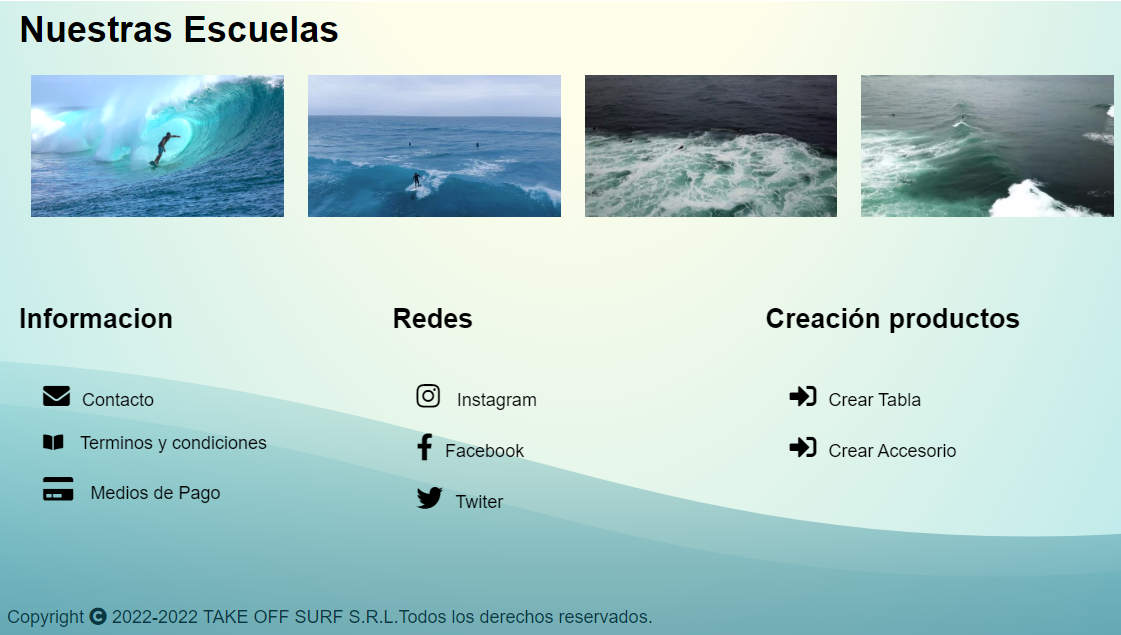 Nuestras Escuelas
Informacion
Redes
Creación productos
Contacto
Instagram
Crear Tabla
Terminos y condiciones
Facebook
Crear Accesorio
Medios de Pago
Twiter
Copyright © 2022-2022 TAKE OFF SURF S.R.L.Todos los derechos reservados.